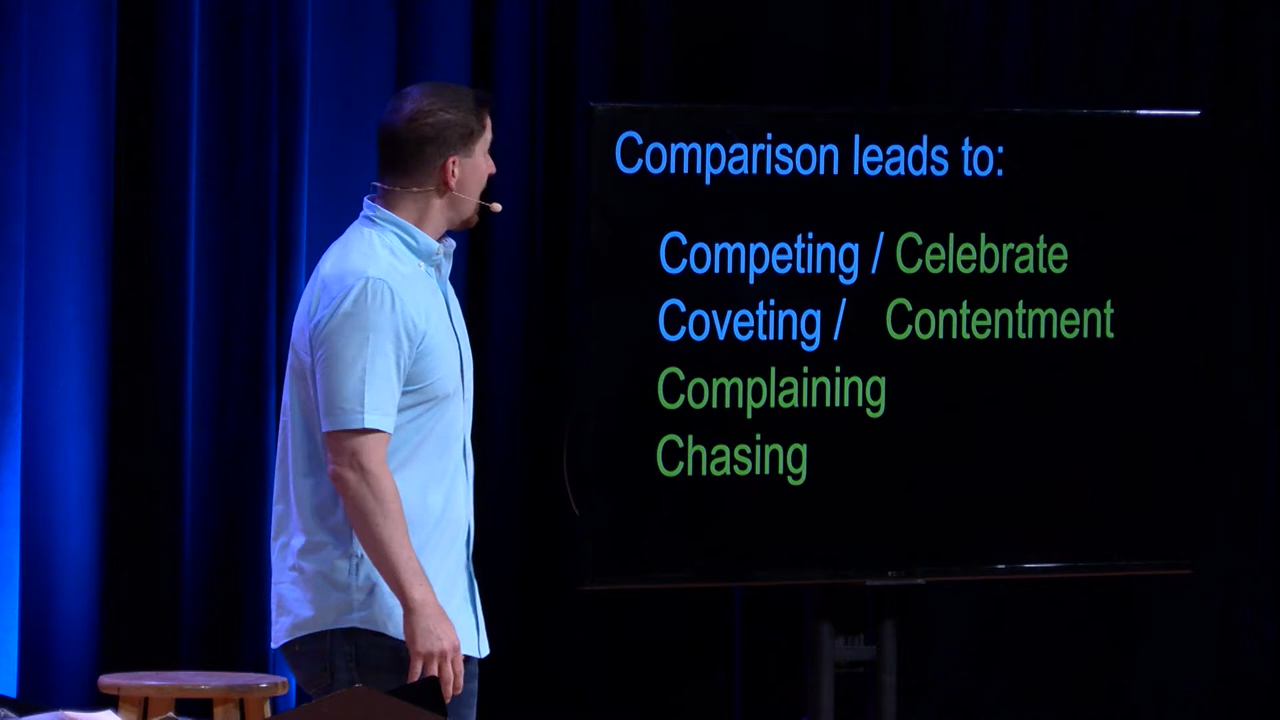 Comparison leads to:
Competing / Celebrate
Coveting / Contentment
Complaining
Chasing